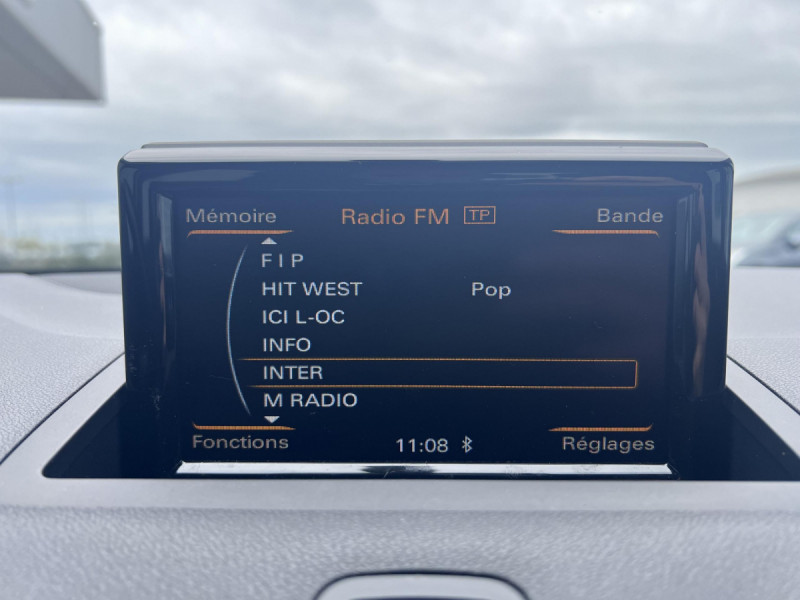 Mémoire Radio FM TP Bande
F I P
HIT WEST Pop
ICI L-OC
INFO
INTER
M RADIO
Fonctions 11:08 Réglages